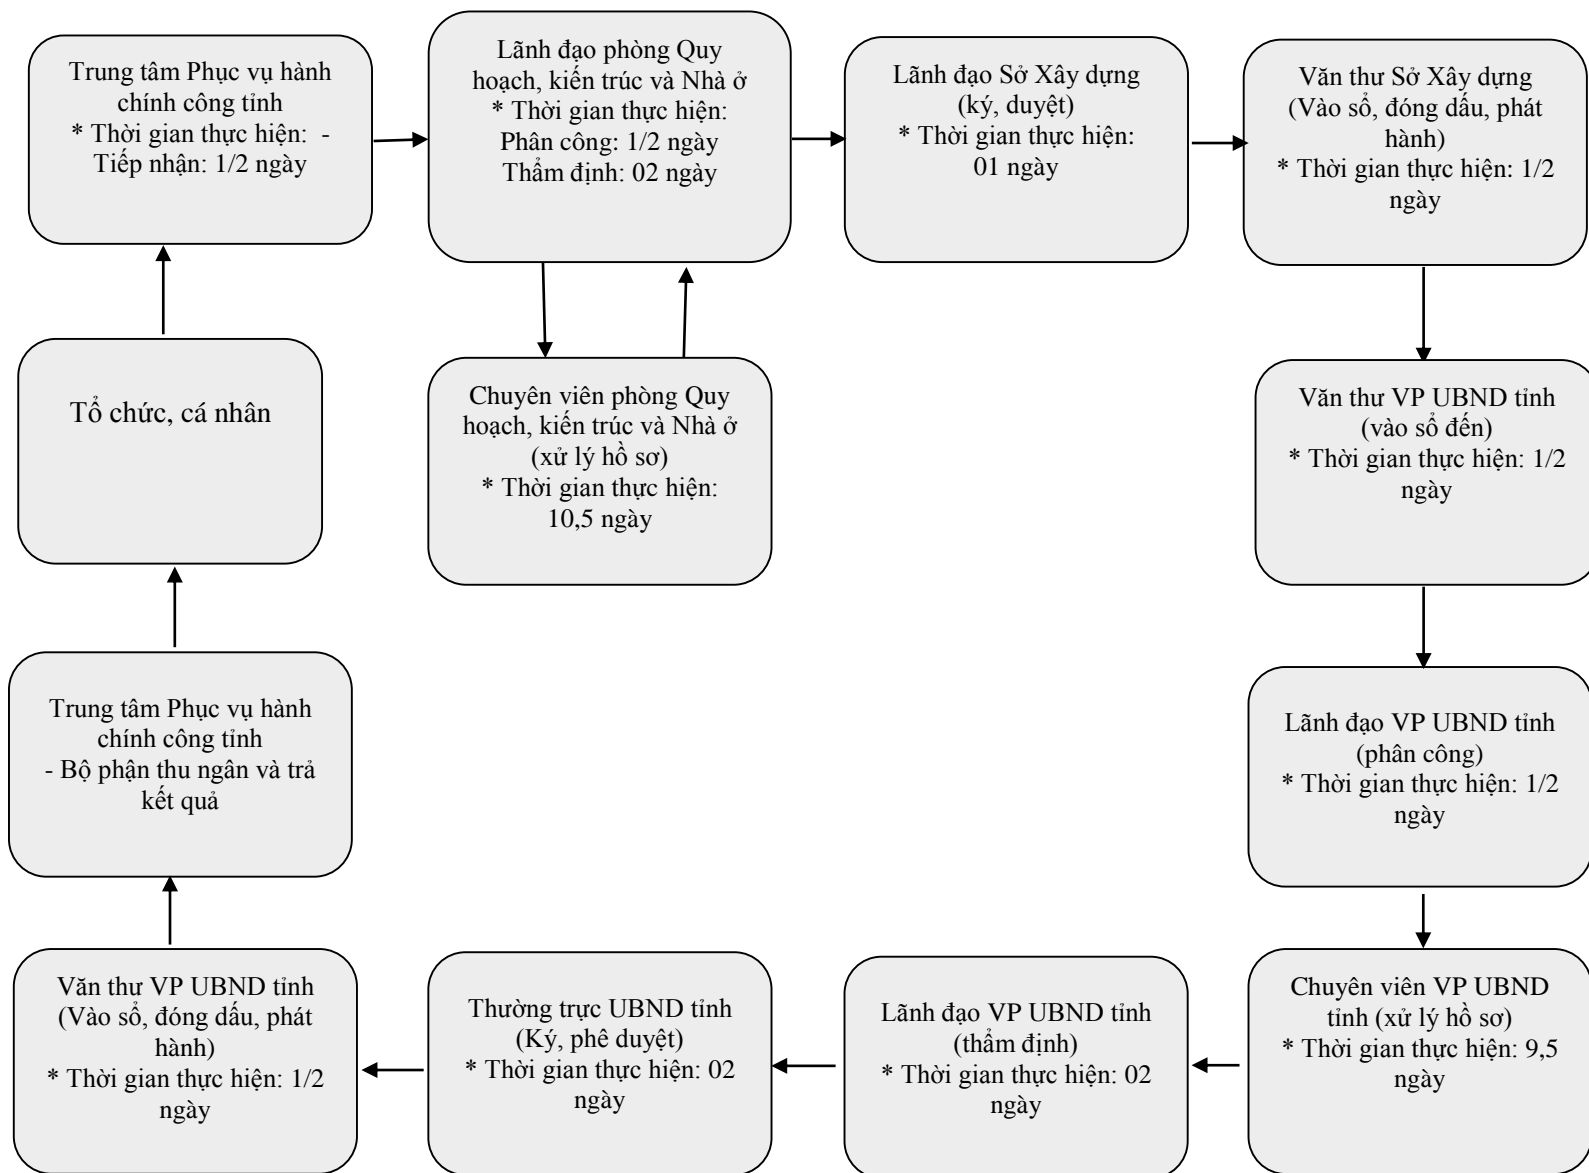 Trung tâm Phục vụ hành
chính công tỉnh
* Thời gian thực hiện: -
Tiếp nhận: 1/2 ngày
Lãnh đạo phòng Quy
hoạch, kiến trúc và Nhà ở
* Thời gian thực hiện:
Phân công: 1/2 ngày
Thẩm định: 02 ngày
Lãnh đạo Sở Xây dựng
(ký, duyệt)
* Thời gian thực hiện:
01 ngày
Văn thư Sở Xây dựng
(Vào sổ, đóng dấu, phát
hành)
* Thời gian thực hiện: 1/2
ngày
Tổ chức, cá nhân
Chuyên viên phòng Quy
hoạch, kiến trúc và Nhà ở
(xử lý hồ sơ)
* Thời gian thực hiện:
10,5 ngày
Văn thư VP UBND tỉnh
(vào sổ đến)
* Thời gian thực hiện: 1/2
ngày
Trung tâm Phục vụ hành
chính công tỉnh
- Bộ phận thu ngân và trả
kết quả
Lãnh đạo VP UBND tỉnh
(phân công)
* Thời gian thực hiện: 1/2
ngày
Văn thư VP UBND tỉnh
(Vào sổ, đóng dấu, phát
hành)
* Thời gian thực hiện: 1/2
ngày
Thường trực UBND tỉnh
(Ký, phê duyệt)
* Thời gian thực hiện: 02
ngày
Lãnh đạo VP UBND tỉnh
(thẩm định)
* Thời gian thực hiện: 02
ngày
Chuyên viên VP UBND
tỉnh (xử lý hồ sơ)
* Thời gian thực hiện: 9,5
ngày